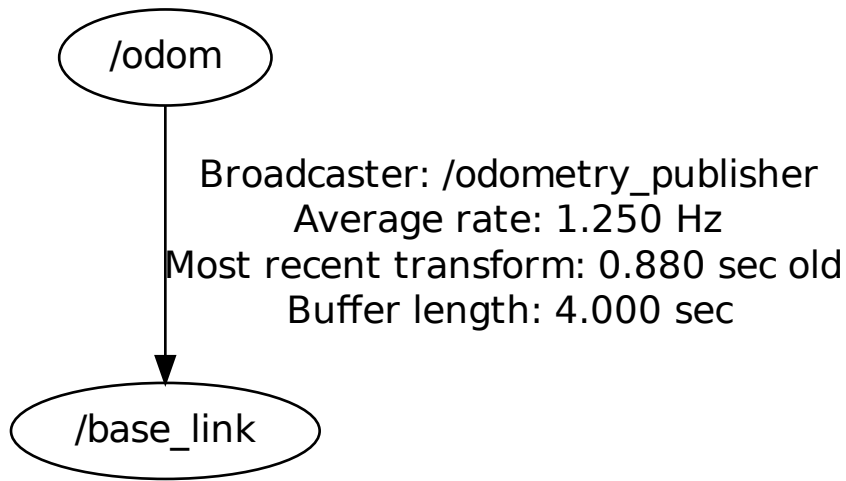 /odom
Broadcaster: /odometry_publisher
Average rate: 1.250 Hz
Most recent transform: 0.880 sec old
Buffer length: 4.000 sec
/base_link